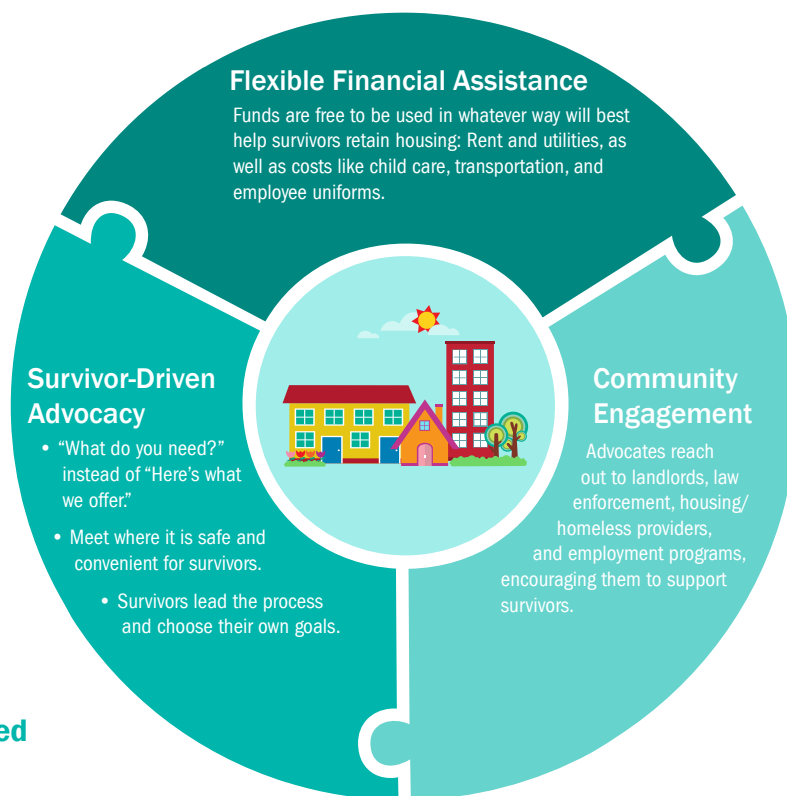 Flexible Financial Assistance
Funds are free to be used in whatever way will best
help survivors retain housing: Rent and utilities, as
well as costs like child care, transportation, and
employee uniforms.
Survivor-Driven
Advocacy
• “What do you need?”
instead of “Here’s what
we offer.”
• Meet where it is safe and
convenient for survivors.
• Survivors lead the process
and choose their own goals.
Community
Engagement
Advocates reach
out to landlords, law
enforcement, housing/
homeless providers,
and employment programs,
encouraging them to support
survivors.
ed